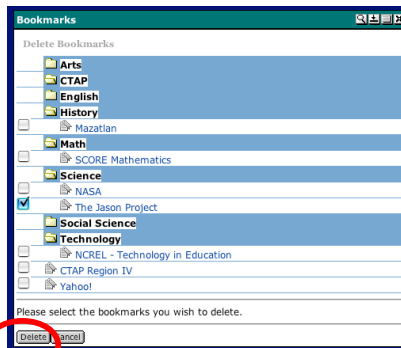 Bookmarks
Delete Bookmarks
Arts
CTAP
English
History
Mazatlan
Math
SCORE Mathematics
Science
NASA
The Jason Project
Social Science
Technology
NCREL - Technology in Education
CTAP Region IV
Yahoo!
Please select the bookmarks you wish to delete.
Delete Cancel